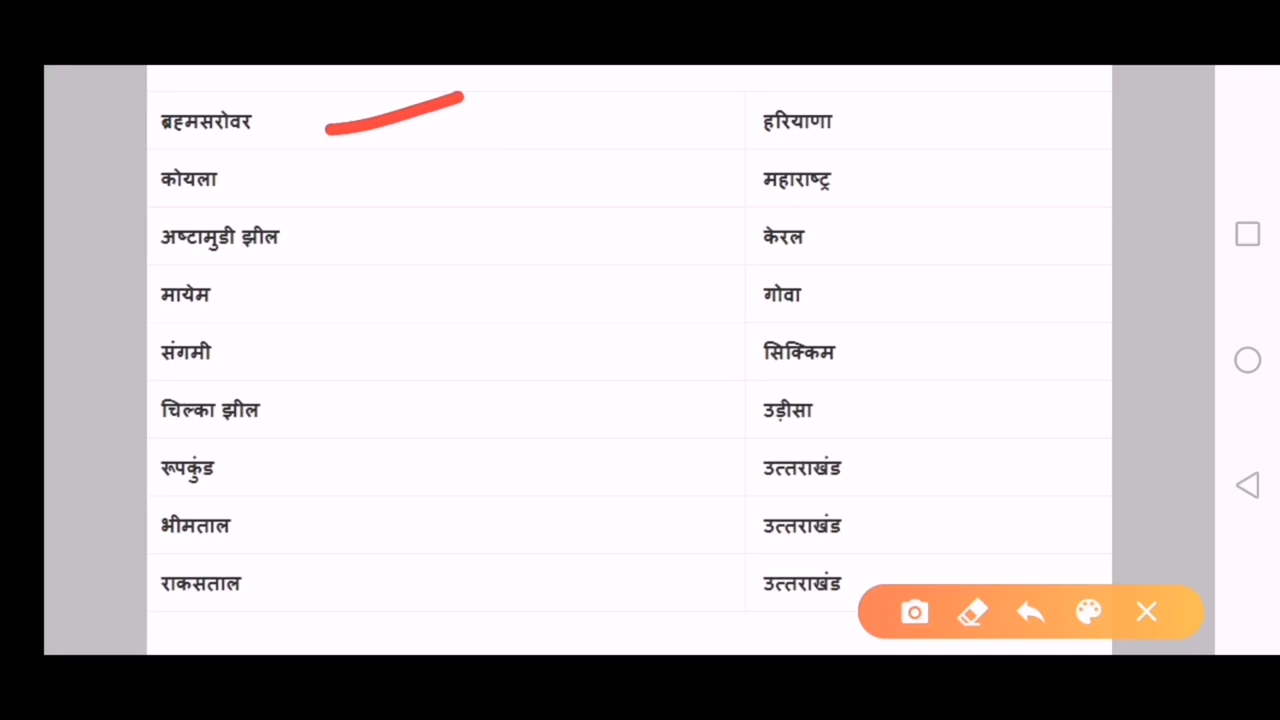 ब्रह्मसरोवर हरियाणा
कोयला महाराष्ट्र
अष्टामुडी झील केरल
मायेम गोवा
संगमी सिक्किम
चिल्का झील उड़ीसा
रूपकुंड उत्तराखंड
भीमताल उत्तराखंड
राकसताल उत्तराखंड